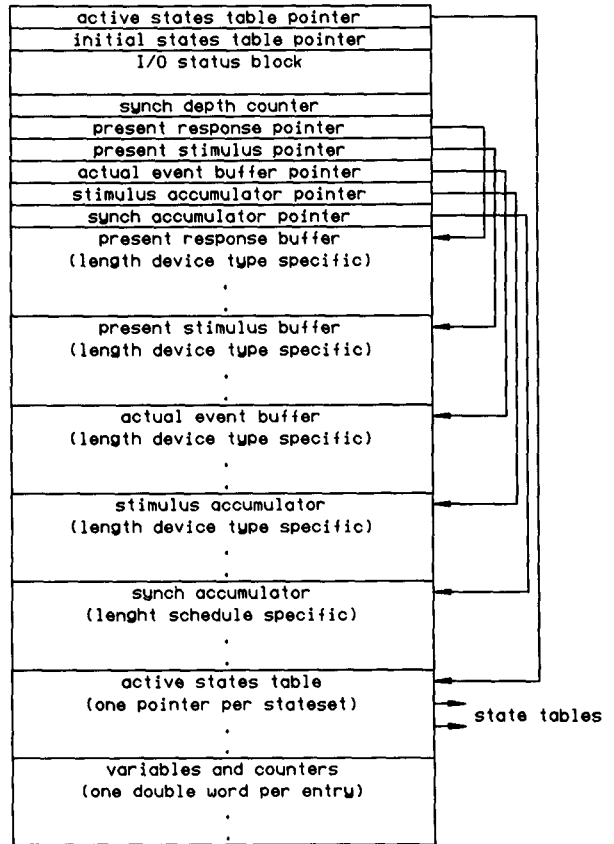 active states table pointer
initial states table pointer
I/O status block
synch depth counter
present response pointer
present stimulus pointer
actual event buffer pointer
stimulus accumulator pointer
synch accumulator pointer
present response buffer
(length device type specific)
.
.
present stimulus buffer
(length device type specific)
.
.
actual event buffer
(length device type specific)
.
.
stimulus accumulator
(length device type specific)
.
.
synch accumulator
(lenght schedule specific)
.
.
active states table
(one pointer per stateset)
state tables
.
.
variables and counters
(one double word per entry)
.
.